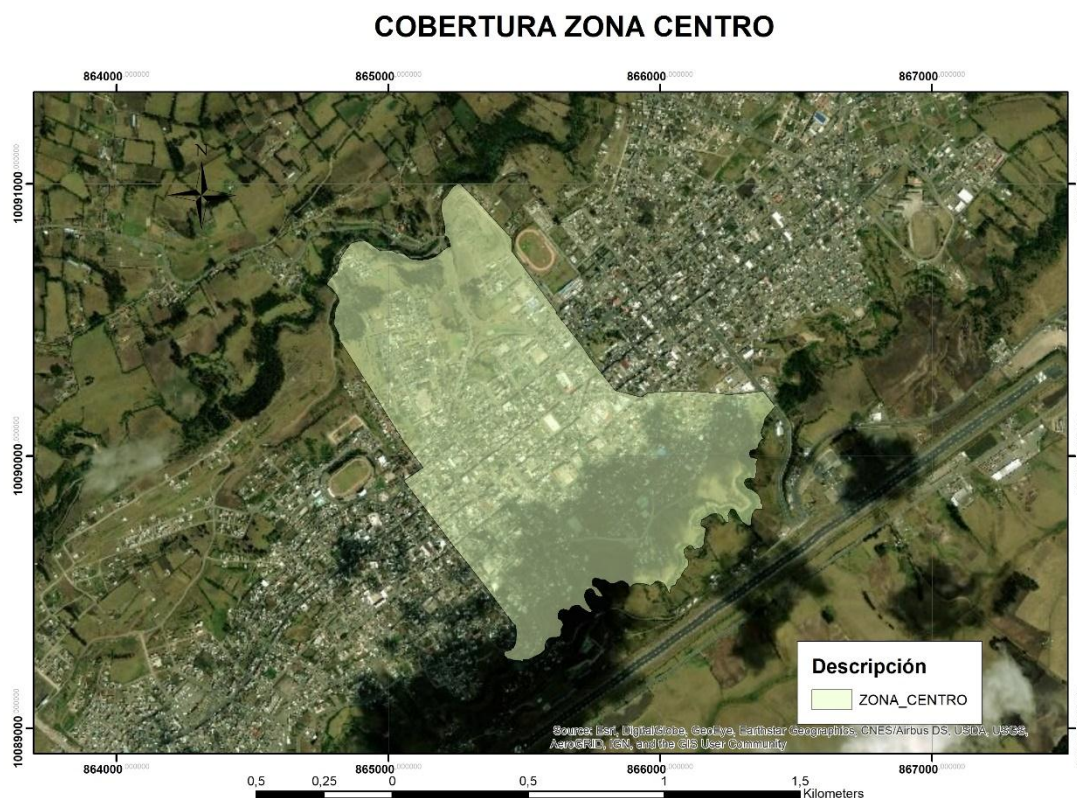 COBERTURA ZONA CENTRO
864000,000000 865000,000000 866000,000000 867000,000000
N
10091000,000000
10090000,000000
10089000,000000
Descripción
ZONA_CENTRO
Source: Esri, DigitalGlobe, GeoEye, Earthstar Geographics, CNES/Airbus DS, USDA, USGS,
AeroGRID, IGN, and the GIS User Community
864000,000000 865000,000000 866000,000000 867000,000000
0,5 0,25 0 0,5 1 1,5
Kilometers